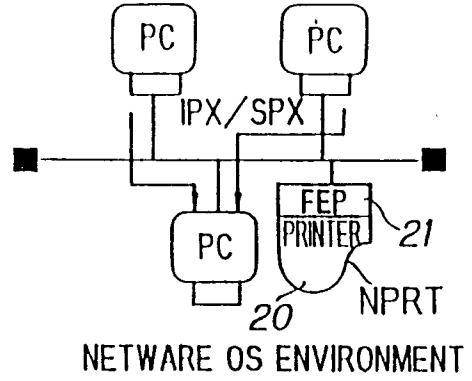 PC
PC
IPX/SPX
PC
FEP
PRINTER
21
20
NPRT
NETWARE OS ENVIRONMENT